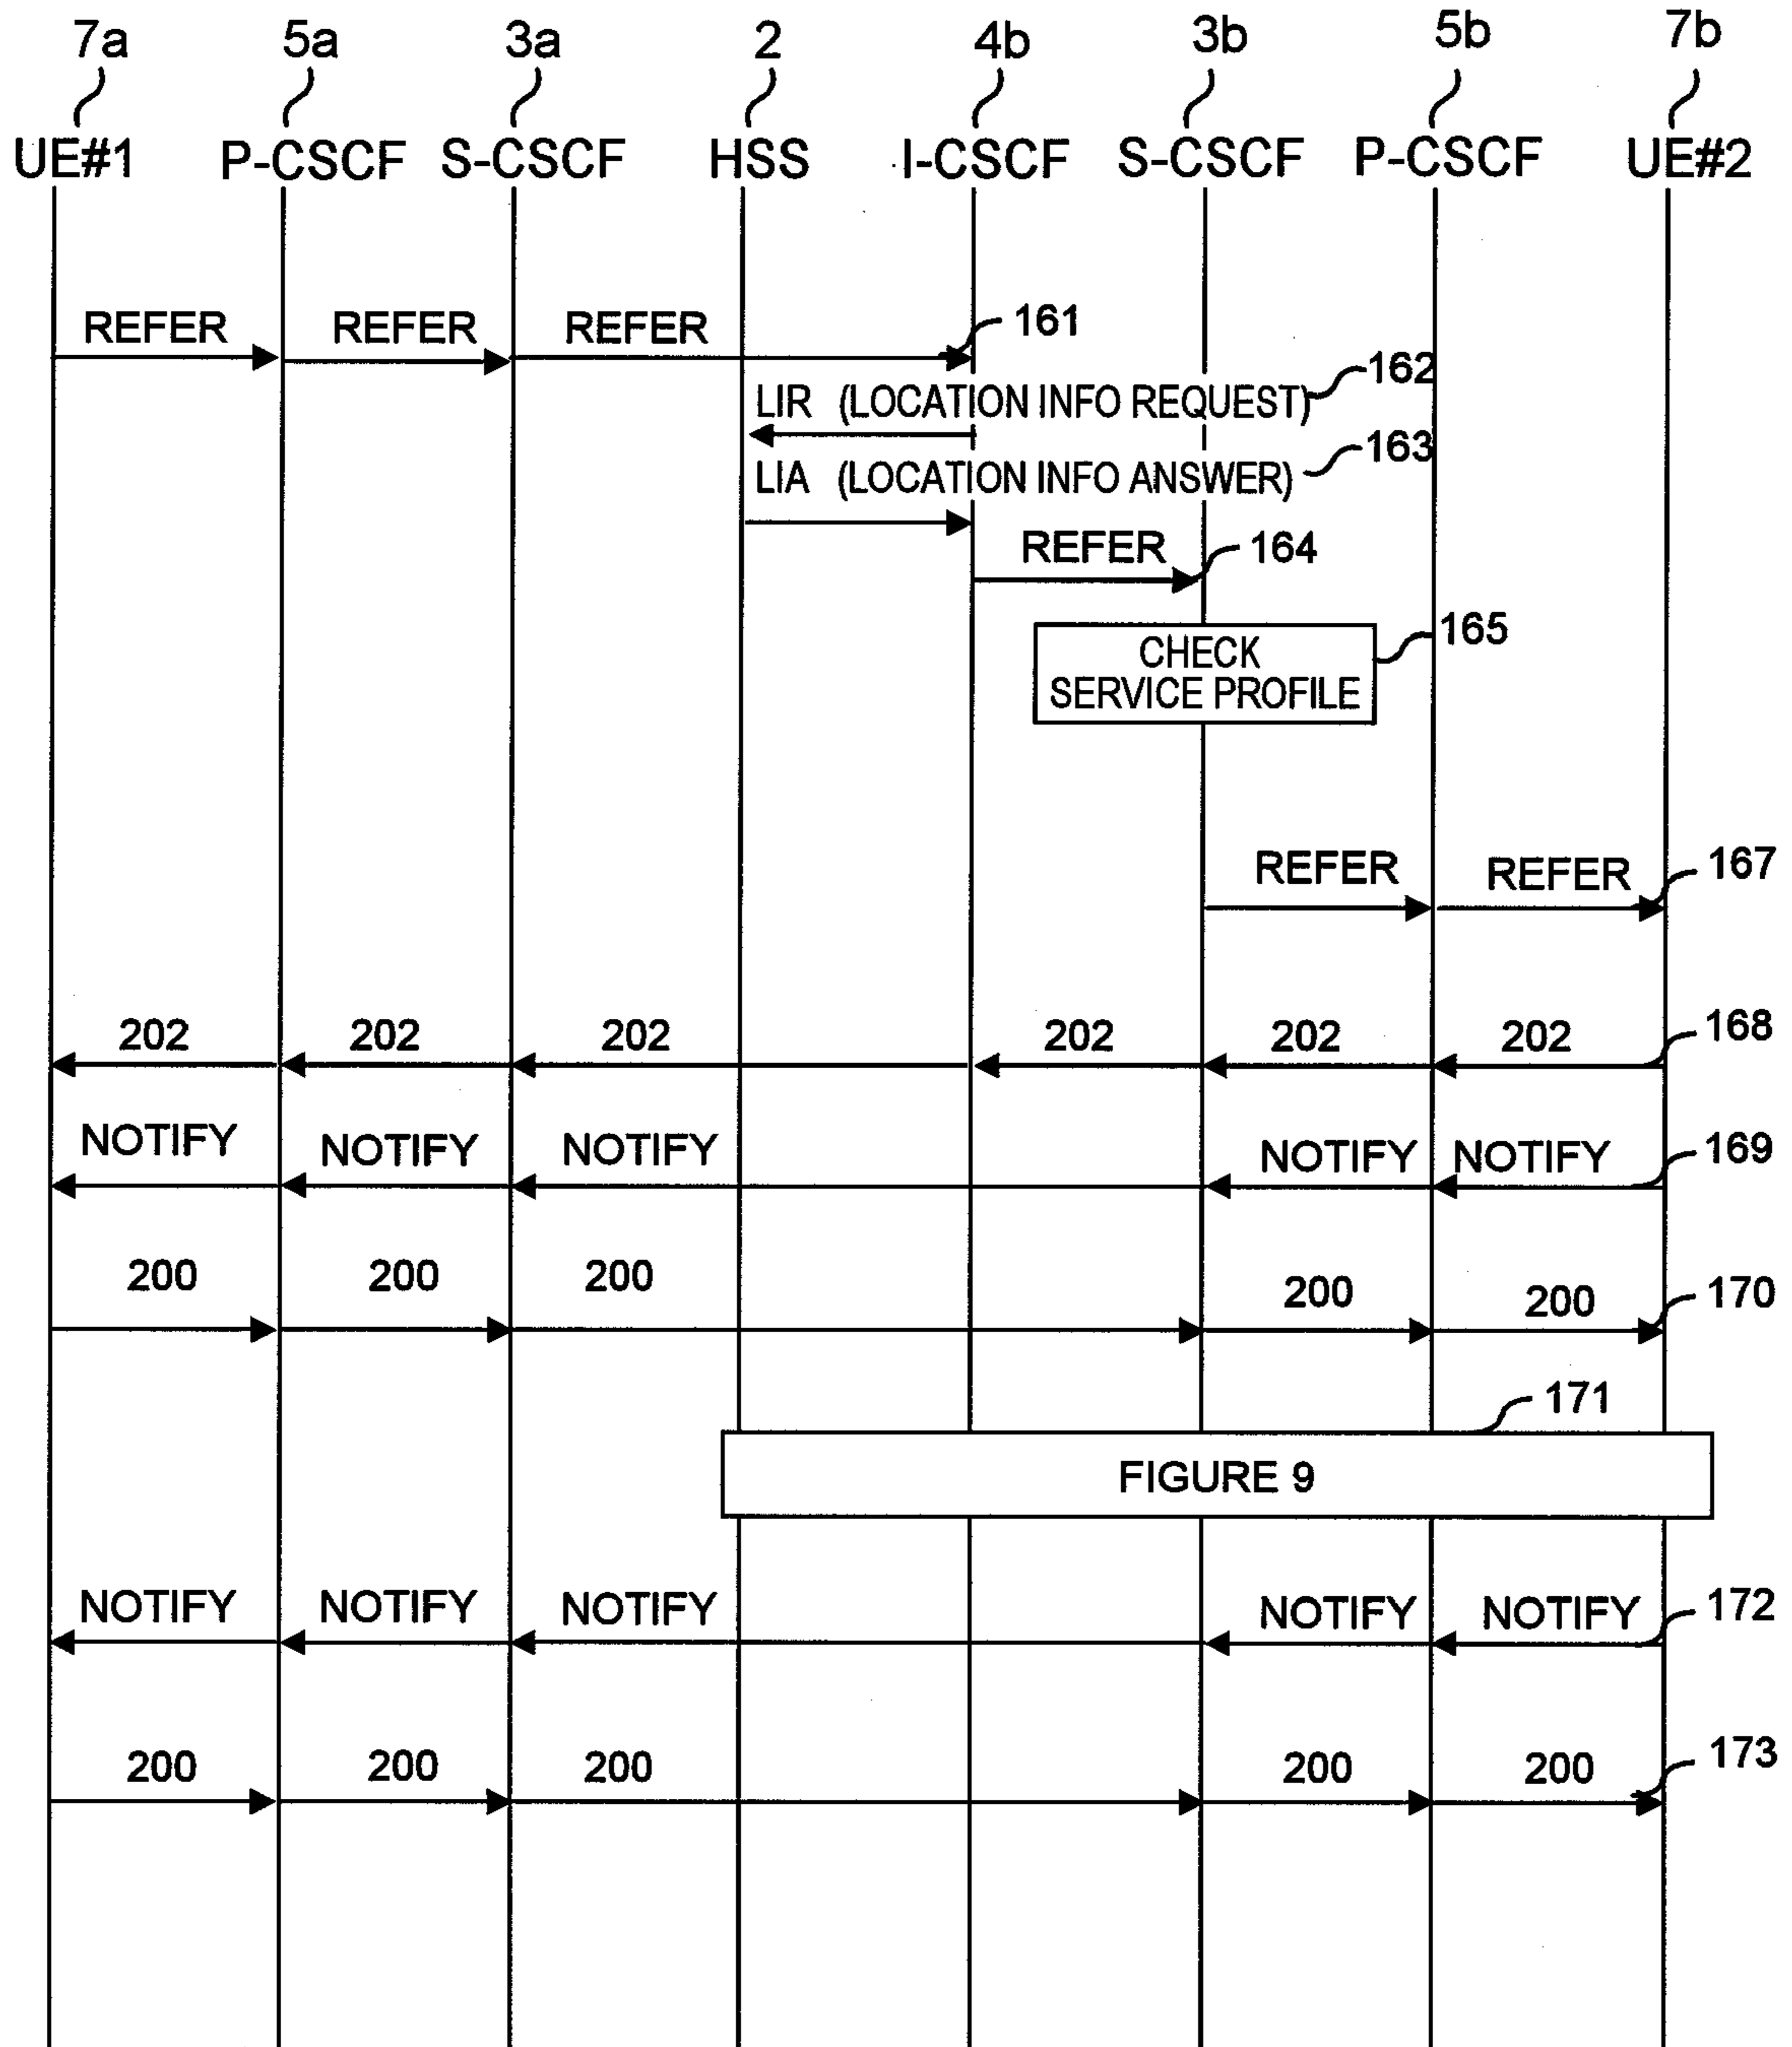 7a 5a 3a 2 4b 3b 5b 7b
UE#1 P-CSCF S-CSCF HSS I-CSCF S-CSCF P-CSCF UE#2
REFER REFER REFER 161
LIR (LOCATION INFO REQUEST) 162
LIA (LOCATION INFO ANSWER) 163
REFER 164
CHECK 165
SERVICE PROFILE
REFER REFER 167
202 202 202 202 202 202 168
NOTIFY NOTIFY NOTIFY NOTIFY NOTIFY 169
200 200 200 200 200 170
171
FIGURE 9
NOTIFY NOTIFY NOTIFY NOTIFY NOTIFY 172
200 200 200 200 200 173